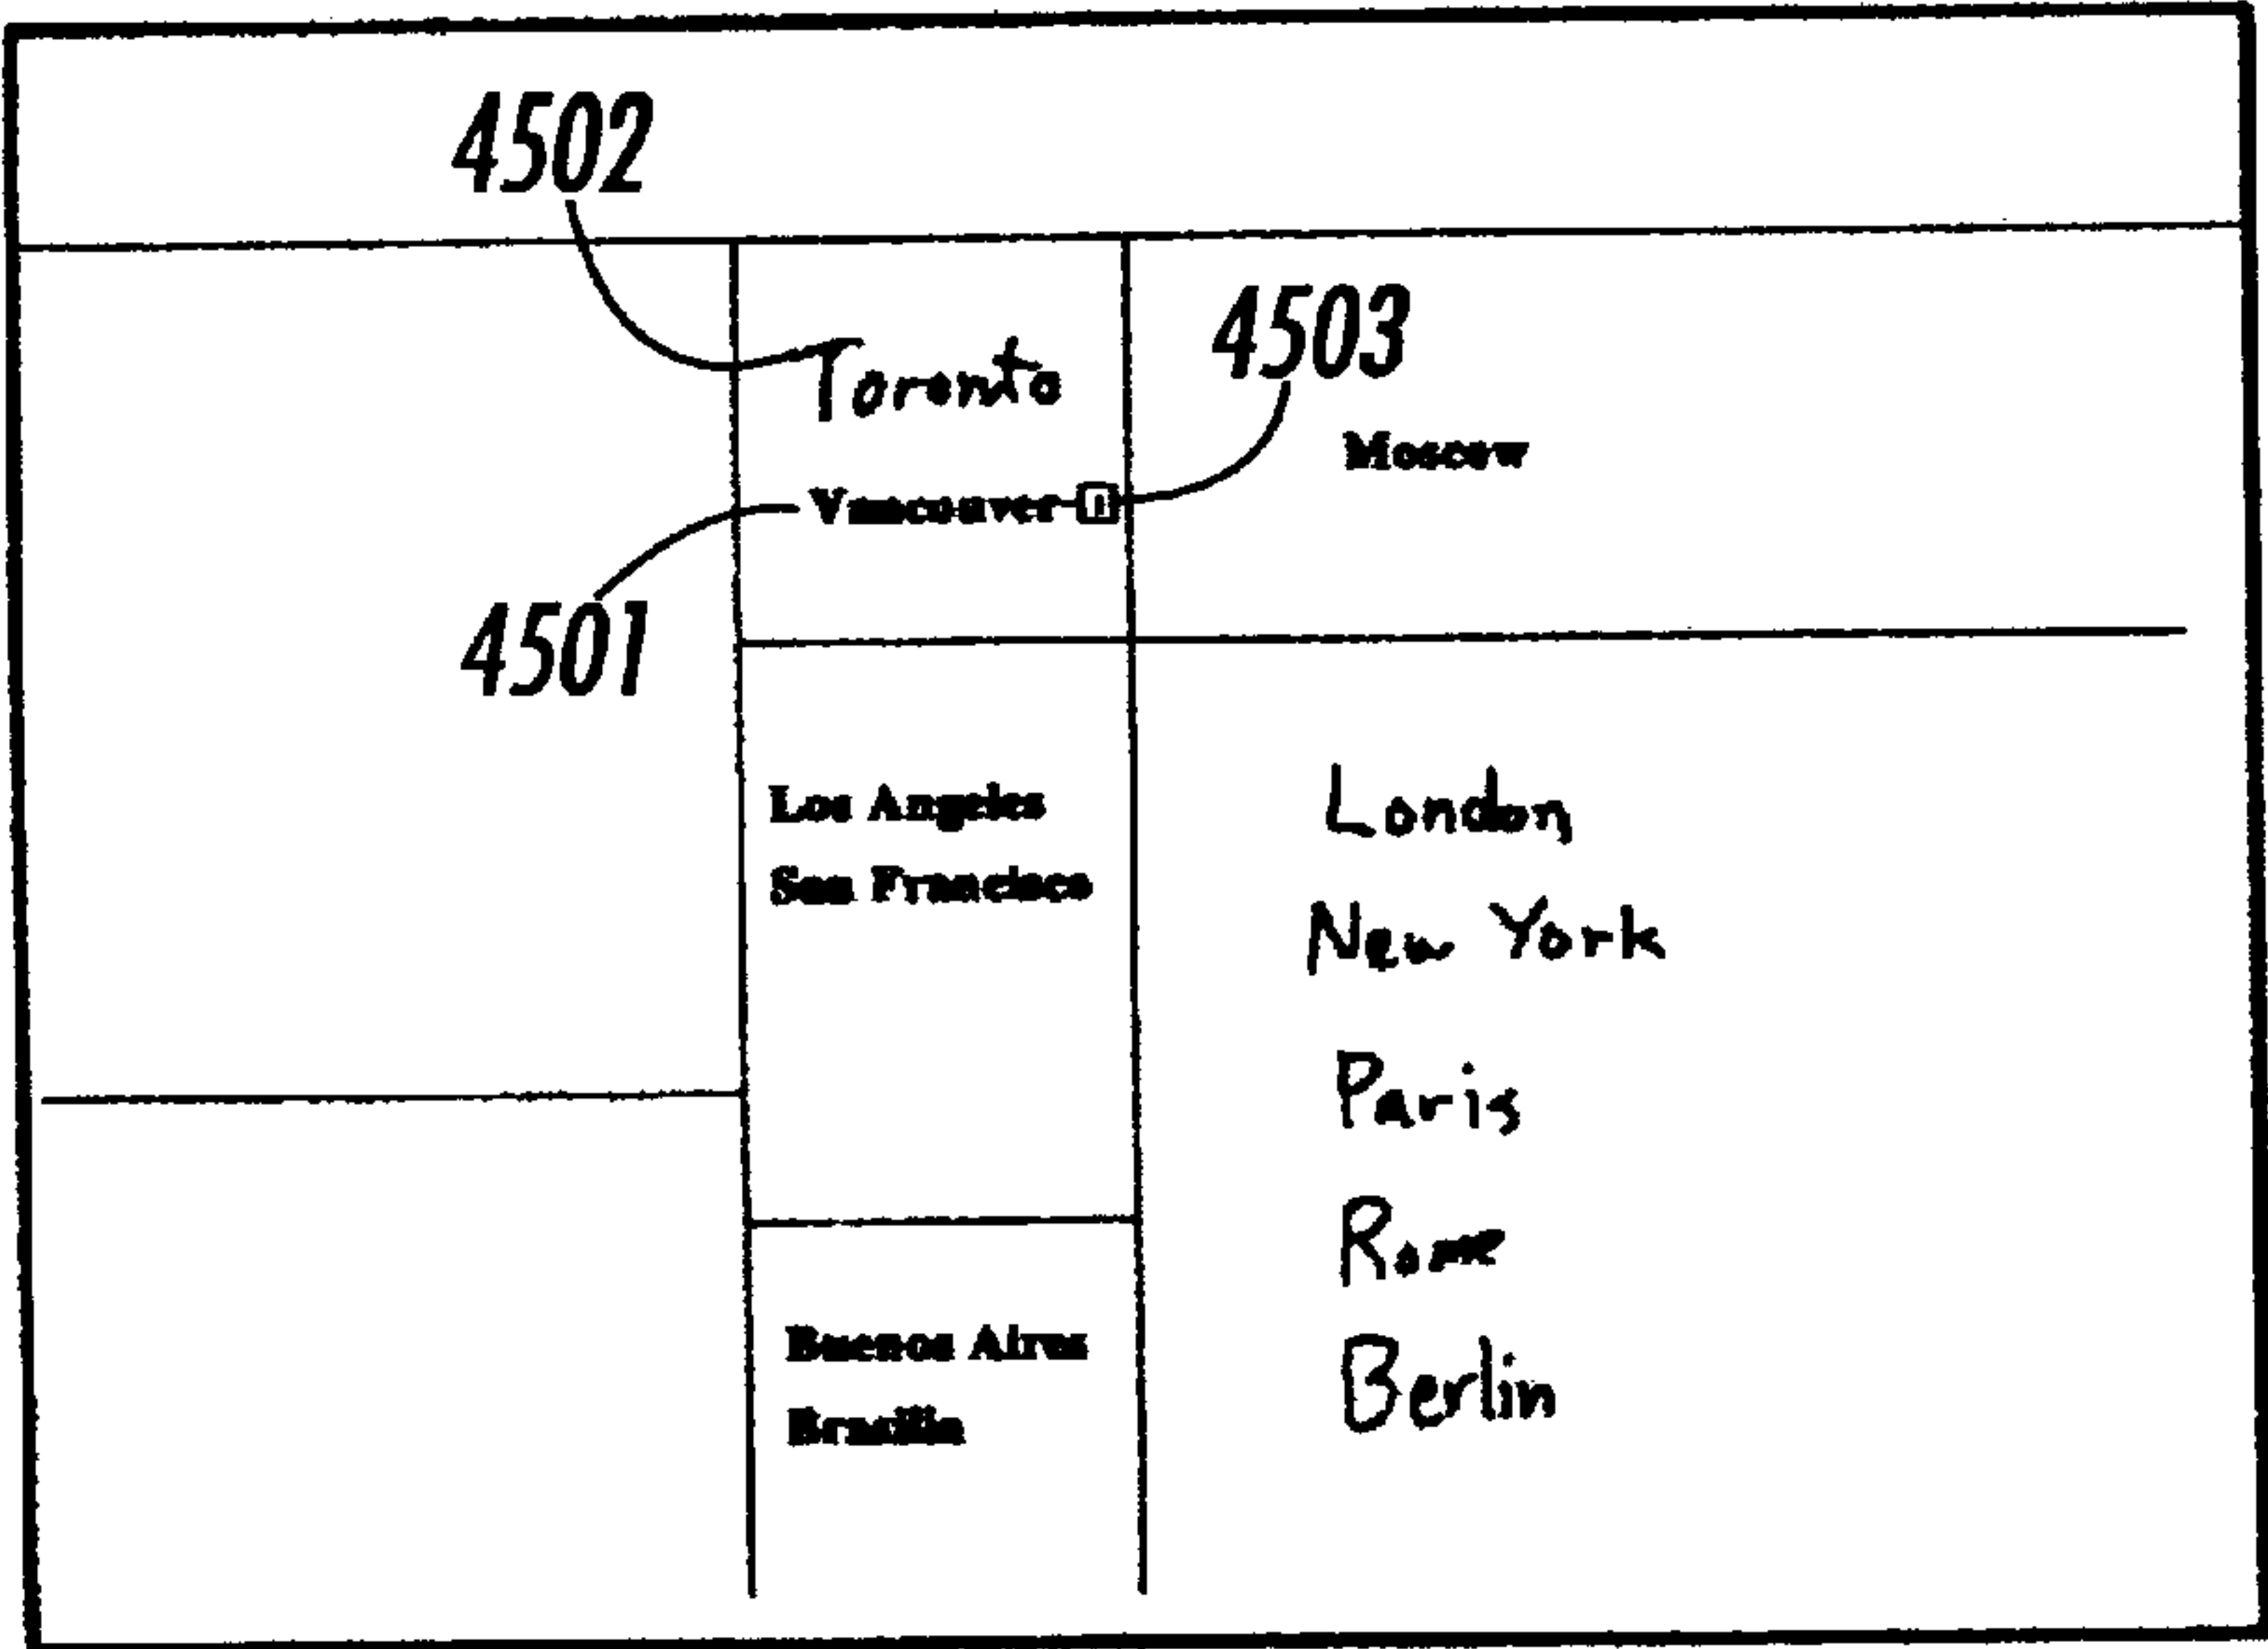 4502
Toronto
4503
Moscow
Vancouver
4501
Los Angeles
San Francisco
London
New York
Paris
Rome
Berlin
Buenos Aires
Brasilia